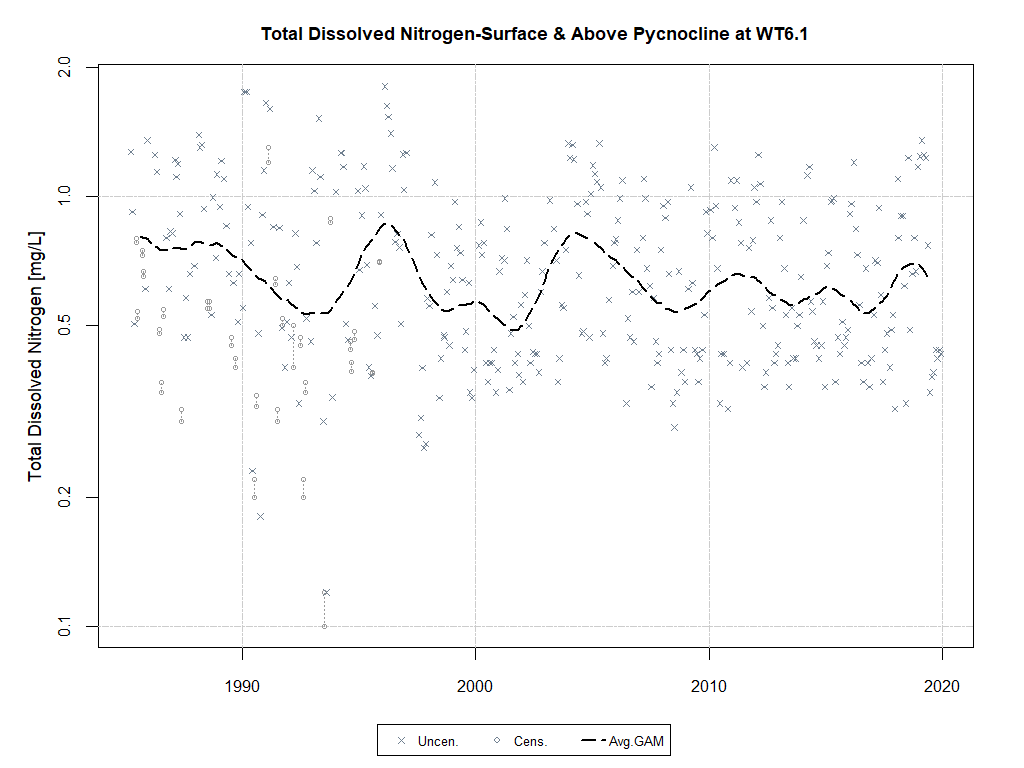 Total Dissolved Nitrogen-Surface & Above Pycnocline at WT6.1
Total Dissolved Nitrogen [mg/L]
2.0
1.0
0.5
0.2
0.1
1990 2000 2010 2020
Uncen. Cens. Avg.GAM